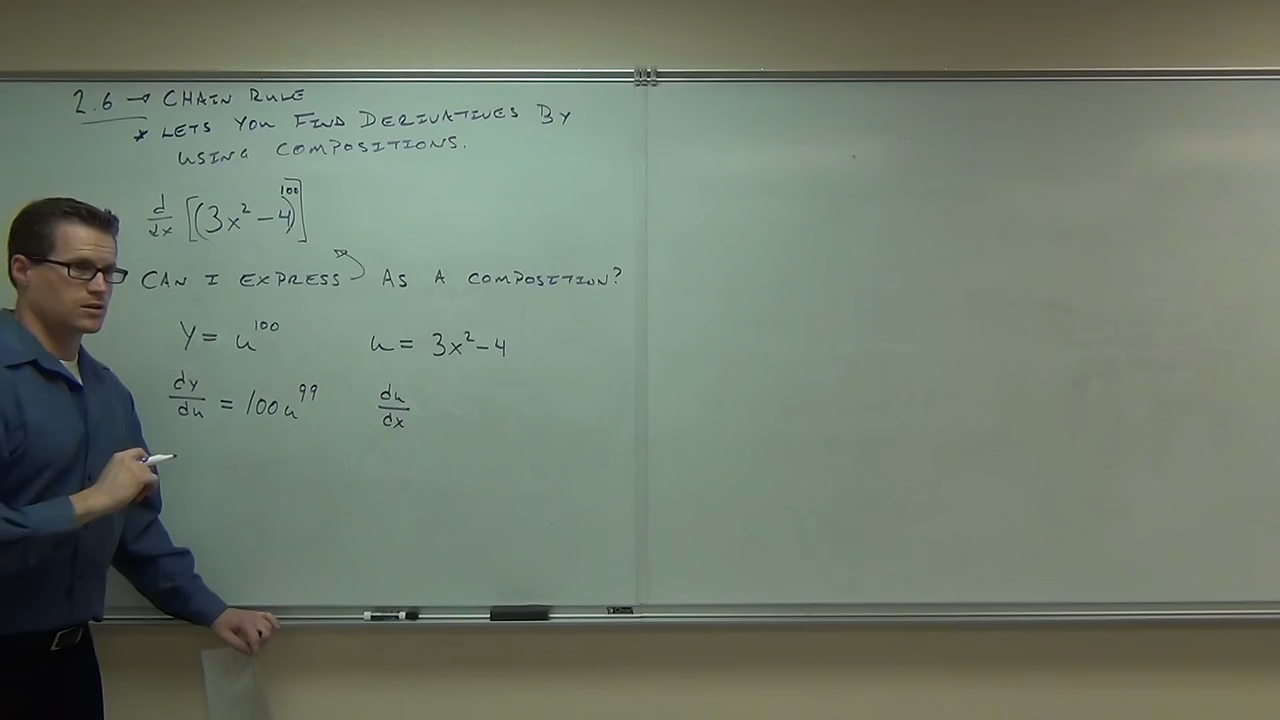 2.6 → CHAIN RULE
* LETS YOU FIND DERIVATIVES BY
USING COMPOSITIONS.
d/dx [(3x² - 4)¹⁰⁰]
CAN I EXPRESS AS A COMPOSITION?
Y = u¹⁰⁰ u = 3x² - 4
dy/du = 100u⁹⁹ du/dx